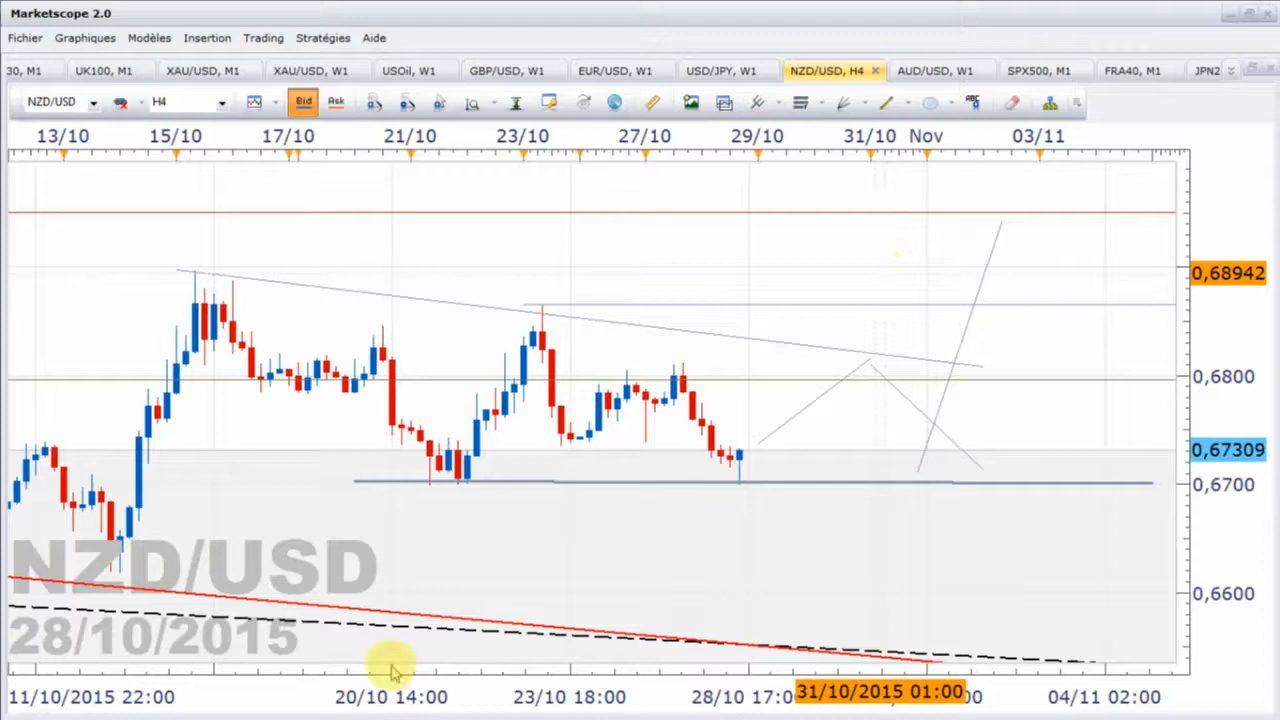 Marketscope 2.0
Fichier Graphiques Modèles Insertion Trading Stratégies Aide
30, M1 UK100, M1 XAU/USD, M1 XAU/USD, W1 USOil, W1 GBP/USD, W1 EUR/USD, W1 USD/JPY, W1 NZD/USD, H4 AUD/USD, W1 SPX500, M1 FRA40, M1 JPN2
NZD/USD H4 Bid Ask ABC
13/10 15/10 17/10 21/10 23/10 27/10 29/10 31/10 Nov 03/11
0,68942
0,6800
0,67309
0,6700
0,6600
NZD/USD
28/10/2015
11/10/2015 22:00 20/10 14:00 23/10 18:00 28/10 17:00 31/10/2015 01:00 04/11 02:00